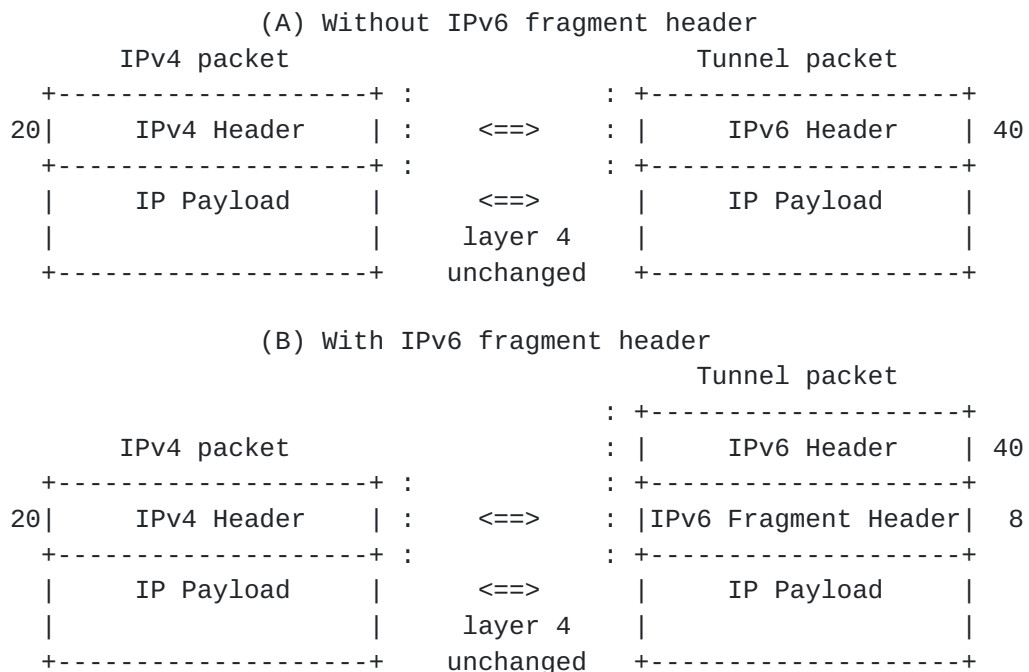 (A) Without IPv6 fragment header
IPv4 packet Tunnel packet
+--------------------+ : : +--------------------+
20| IPv4 Header | : <==> : | IPv6 Header | 40
+--------------------+ : : +--------------------+
| IP Payload | <==> | IP Payload |
| | layer 4 | |
+--------------------+ unchanged +--------------------+
(B) With IPv6 fragment header
Tunnel packet
: +--------------------+
IPv4 packet : | IPv6 Header | 40
+--------------------+ : : +--------------------+
20| IPv4 Header | : <==> : |IPv6 Fragment Header| 8
+--------------------+ : : +--------------------+
| IP Payload | <==> | IP Payload |
| | layer 4 | |
+--------------------+ unchanged +--------------------+